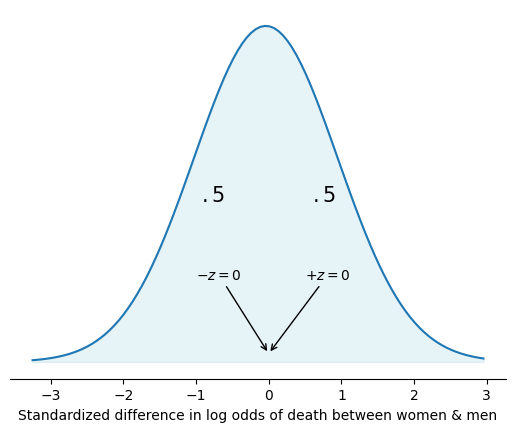 .5 .5
−z = 0 +z = 0
−3 −2 −1 0 1 2 3
Standardized difference in log odds of death between women & men